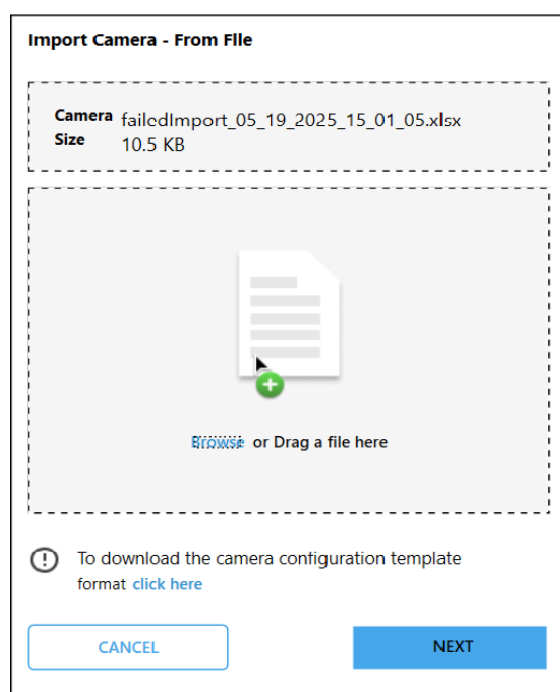 Import Camera - From File
Camera failedImport_05_19_2025_15_01_05.xlsx
Size 10.5 KB
Browse or Drag a file here
To download the camera configuration template
format click here
CANCEL NEXT